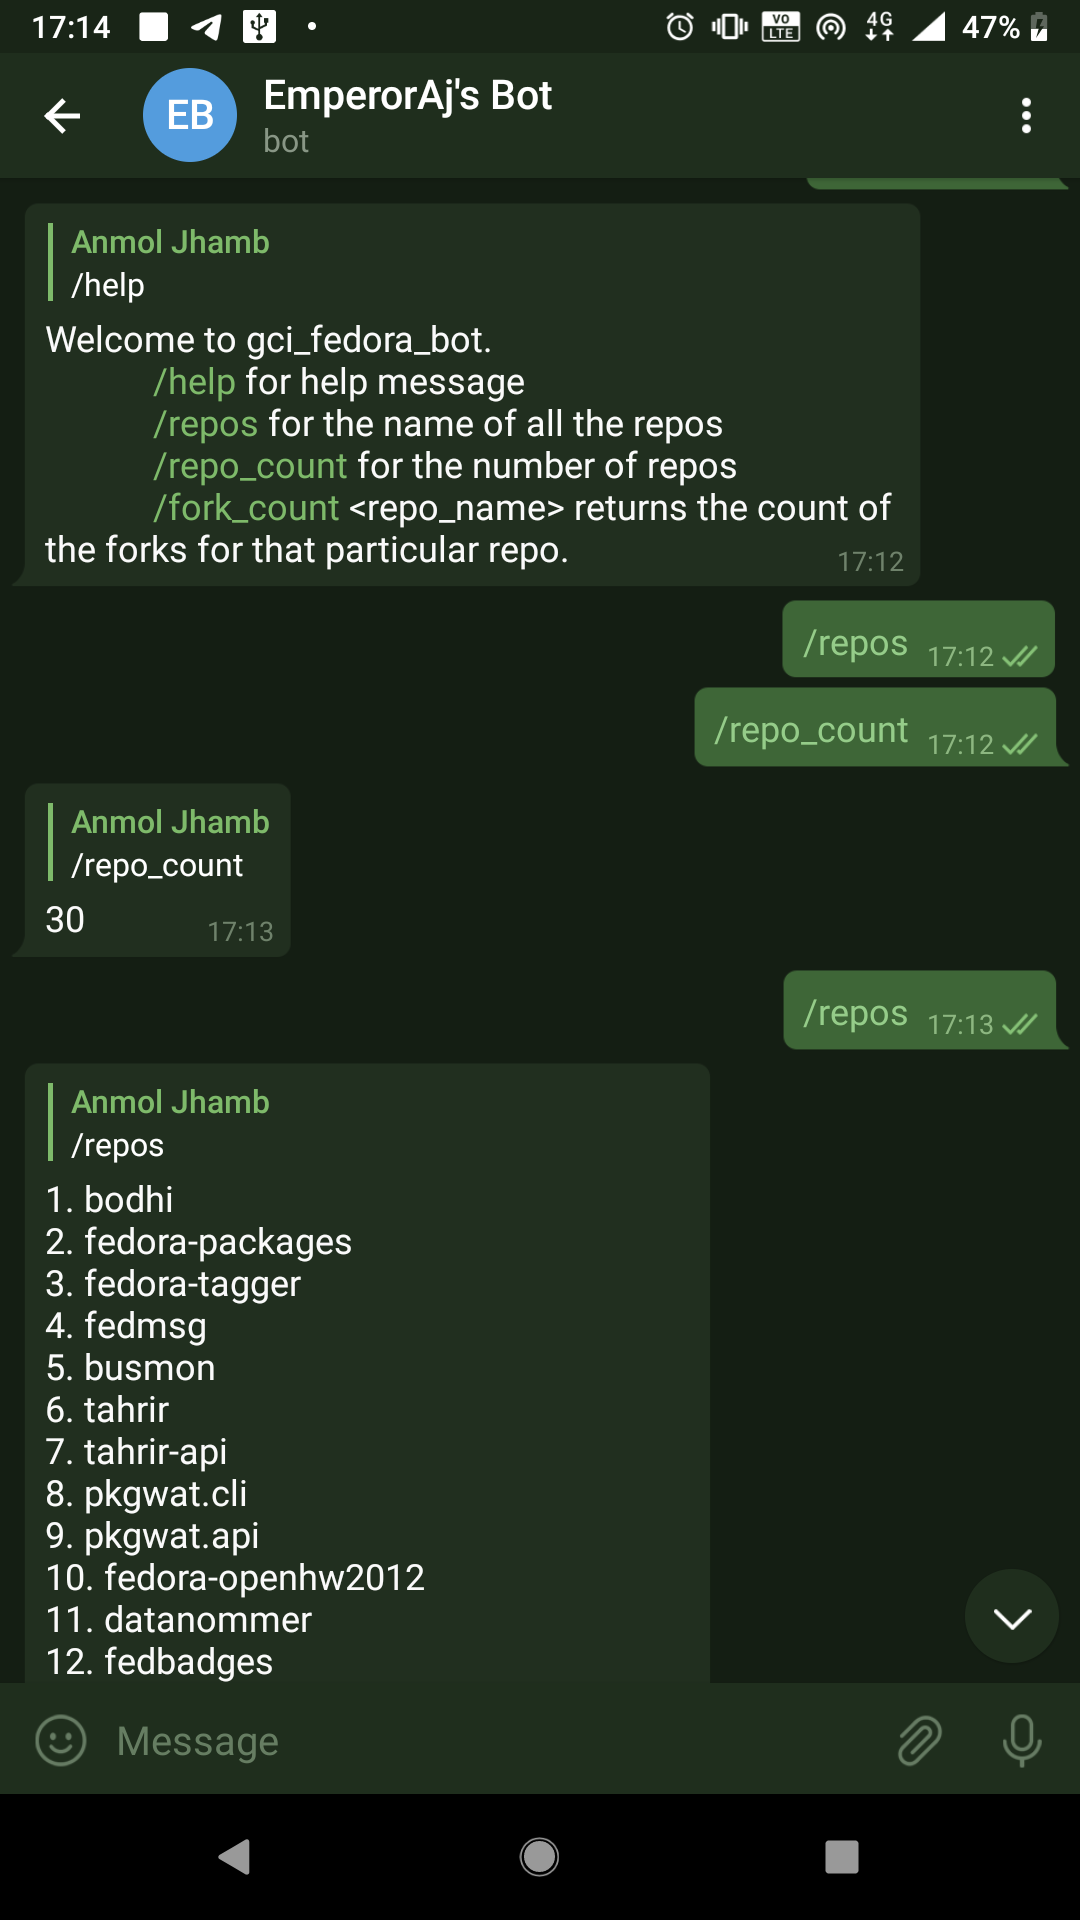 17:14
VO
LTE
4G
47%
EB
EmperorAj's Bot
bot
Anmol Jhamb
/help
Welcome to gci_fedora_bot.
/help for help message
/repos for the name of all the repos
/repo_count for the number of repos
/fork_count <repo_name> returns the count of
the forks for that particular repo.
17:12
/repos 17:12
/repo_count 17:12
Anmol Jhamb
/repo_count
30 17:13
/repos 17:13
Anmol Jhamb
/repos
1. bodhi
2. fedora-packages
3. fedora-tagger
4. fedmsg
5. busmon
6. tahrir
7. tahrir-api
8. pkgwat.cli
9. pkgwat.api
10. fedora-openhw2012
11. datanommer
12. fedbadges
Message